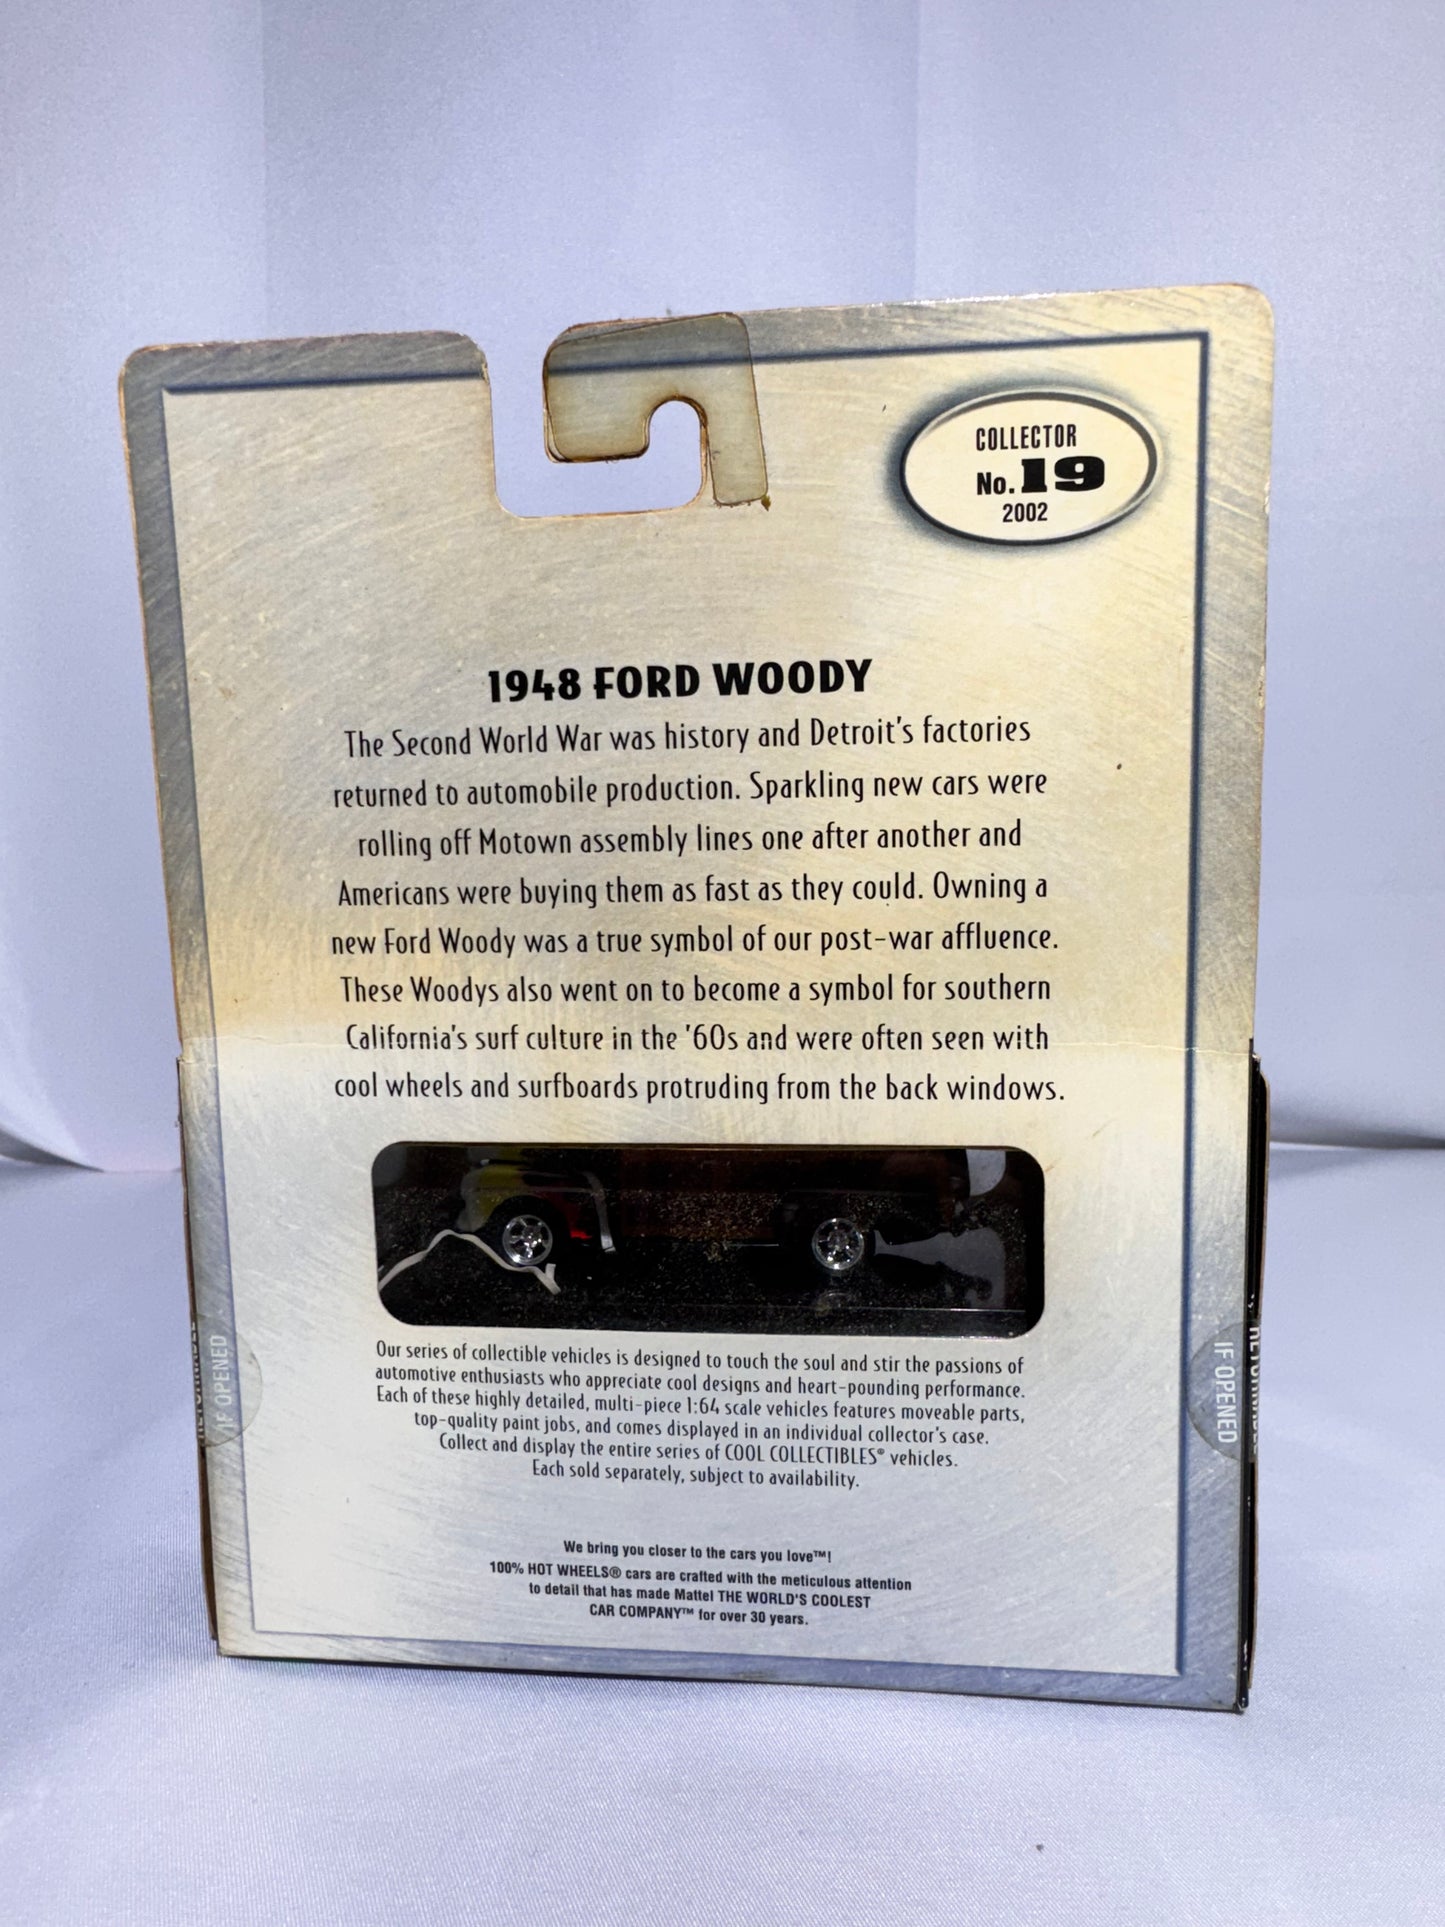 COLLECTOR
No. 19
2002
1948 FORD WOODY
The Second World War was history and Detroit's factories
returned to automobile production. Sparkling new cars were
rolling off Motown assembly lines one after another and
Americans were buying them as fast as they could. Owning a
new Ford Woody was a true symbol of our post-war affluence.
These Woodys also went on to become a symbol for southern
California's surf culture in the '60s and were often seen with
cool wheels and surfboards protruding from the back windows.
IF OPENED
IF OPENED
Our series of collectible vehicles is designed to touch the soul and stir the passions of
automotive enthusiasts who appreciate cool designs and heart-pounding performance.
Each of these highly detailed, multi-piece 1:64 scale vehicles features moveable parts,
top-quality paint jobs, and comes displayed in an individual collector's case.
Collect and display the entire series of COOL COLLECTIBLES® vehicles.
Each sold separately, subject to availability.
We bring you closer to the cars you love™!
100% HOT WHEELS® cars are crafted with the meticulous attention
to detail that has made Mattel THE WORLD'S COOLEST
CAR COMPANY™ for over 30 years.